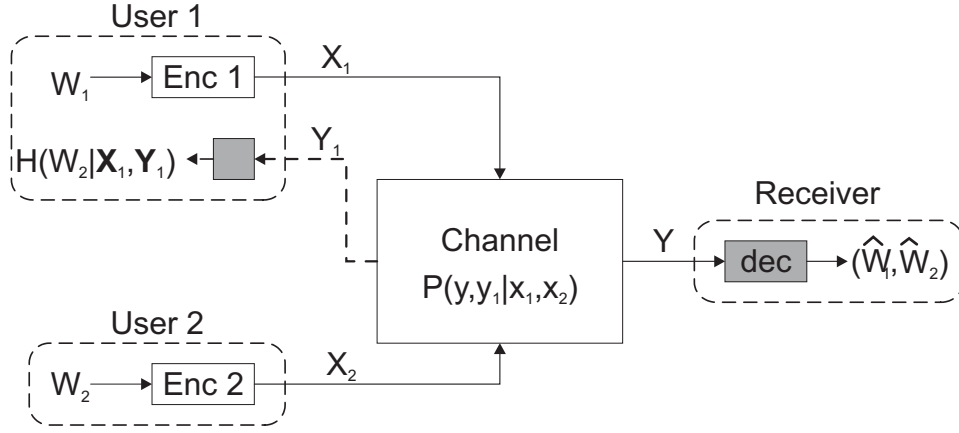 User 1
W₁
Enc 1
X₁
H(W₂|X₁,Y₁)
Y₁
Channel
P(y,y₁|x₁,x₂)
Y
Receiver
dec
(Ŵ₁,Ŵ₂)
User 2
W₂
Enc 2
X₂